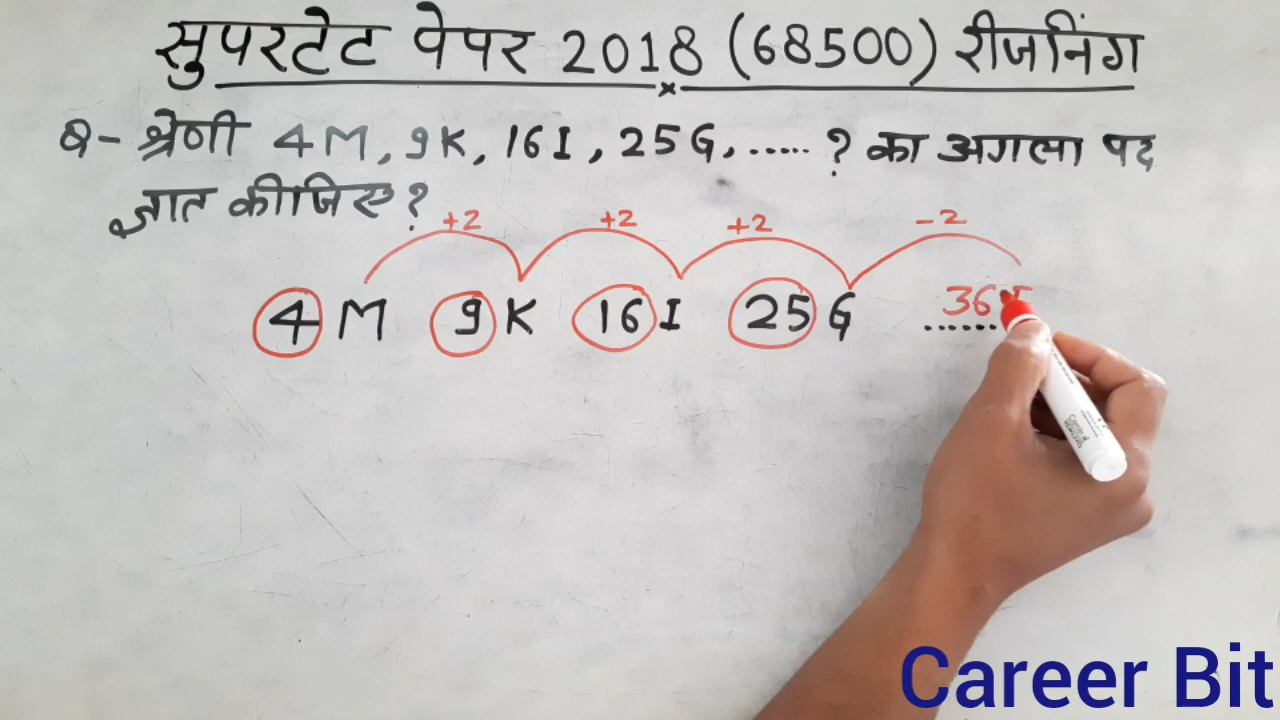 सुपरटेट पेपर 2018 (68500) रीजनिंग
Q- श्रेणी 4M, 9K, 16I, 25G, ..... ? का अगला पद
ज्ञात कीजिए ?
+2 +2 +2 -2
4 M 9 K 16 I 25 G 36
Career Bit